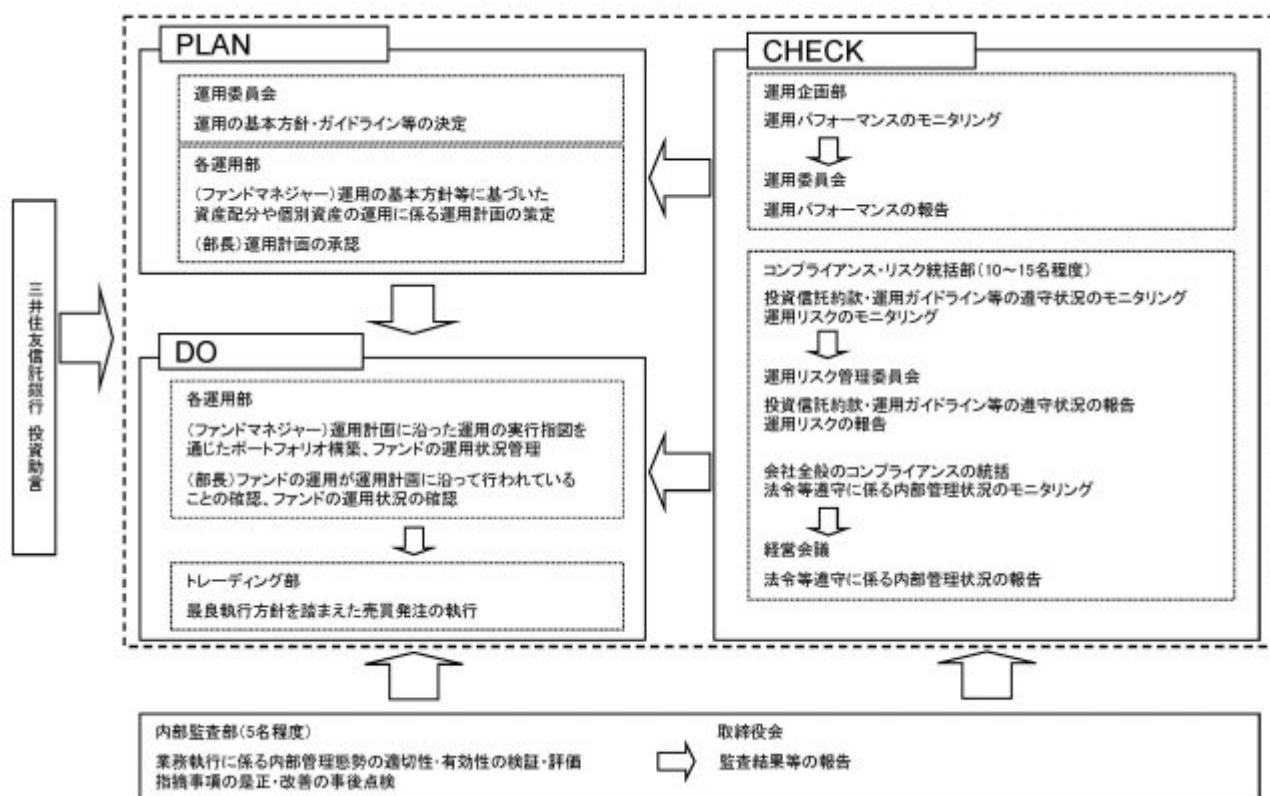 三井住友信託銀行 投資助言
PLAN
運用委員会
運用の基本方針・ガイドライン等の決定
各運用部
(ファンドマネジャー)運用の基本方針等に基づいた
資産配分や個別資産の運用に係る運用計画の策定
(部長)運用計画の承認
DO
各運用部
(ファンドマネジャー)運用計画に沿った運用の実行指図を
通じたポートフォリオ構築、ファンドの運用状況管理
(部長)ファンドの運用が運用計画に沿って行われている
ことの確認、ファンドの運用状況の確認
トレーディング部
最良執行方針を踏まえた売買発注の執行
CHECK
運用企画部
運用パフォーマンスのモニタリング
運用委員会
運用パフォーマンスの報告
コンプライアンス・リスク統括部(10～15名程度)
投資信託約款・運用ガイドライン等の遵守状況のモニタリング
運用リスクのモニタリング
運用リスク管理委員会
投資信託約款・運用ガイドライン等の遵守状況の報告
運用リスクの報告
会社全般のコンプライアンスの統括
法令等遵守に係る内部管理状況のモニタリング
経営会議
法令等遵守に係る内部管理状況の報告
内部監査部(5名程度)
業務執行に係る内部管理態勢の適切性・有効性の検証・評価
指摘事項の是正・改善の事後点検
取締役会
監査結果等の報告